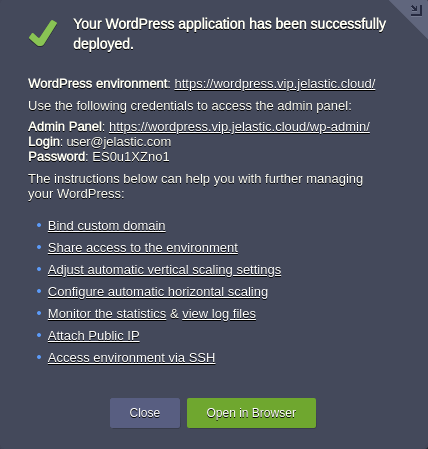 Your WordPress application has been successfully
deployed.
WordPress environment: https://wordpress.vip.jelastic.cloud/
Use the following credentials to access the admin panel:
Admin Panel: https://wordpress.vip.jelastic.cloud/wp-admin/
Login: user@jelastic.com
Password: ES0u1XZno1
The instructions below can help you with further managing
your WordPress:
• Bind custom domain
• Share access to the environment
• Adjust automatic vertical scaling settings
• Configure automatic horizontal scaling
• Monitor the statistics & view log files
• Attach Public IP
• Access environment via SSH
Close Open in Browser